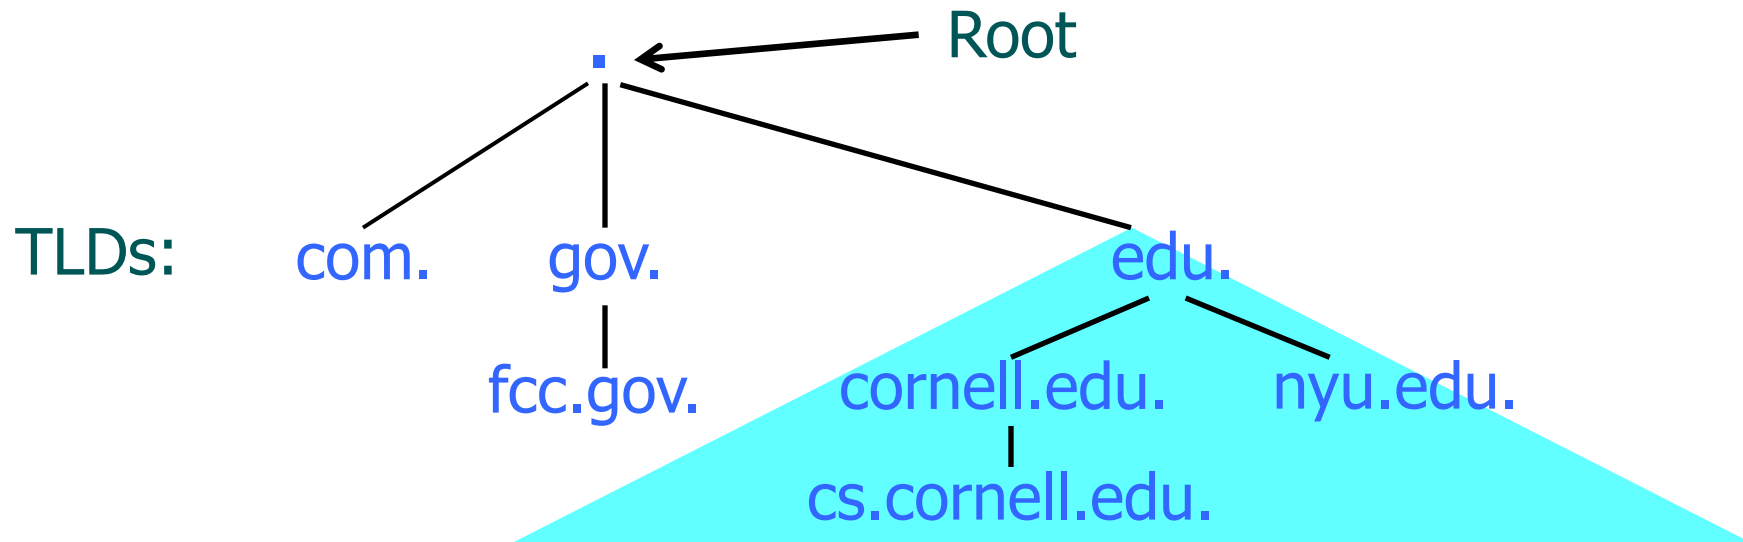 Root
.
TLDs: com. gov. edu.
fcc.gov. cornell.edu. nyu.edu.
cs.cornell.edu.